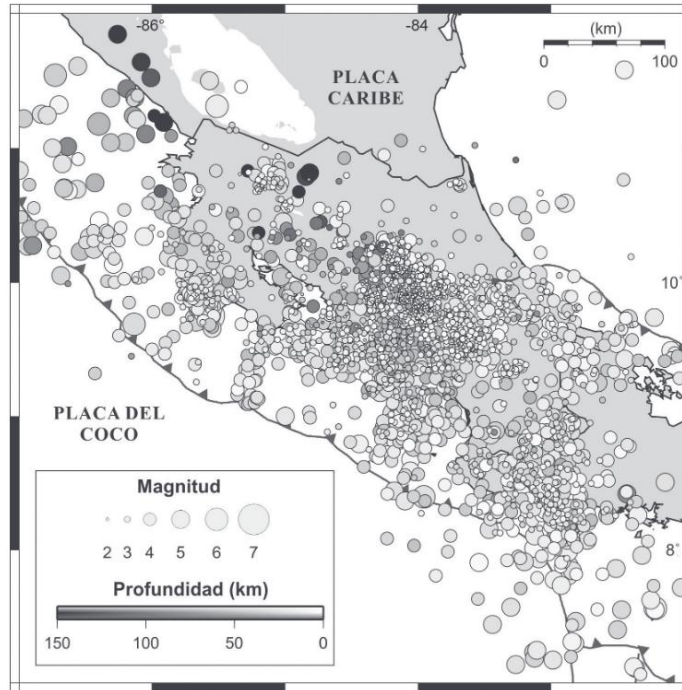 -86°
-84
(km)
0 100
PLACA
CARIBE
10°
PLACA DEL
COCO
8°
Magnitud
2 3 4 5 6 7
Profundidad (km)
150 100 50 0